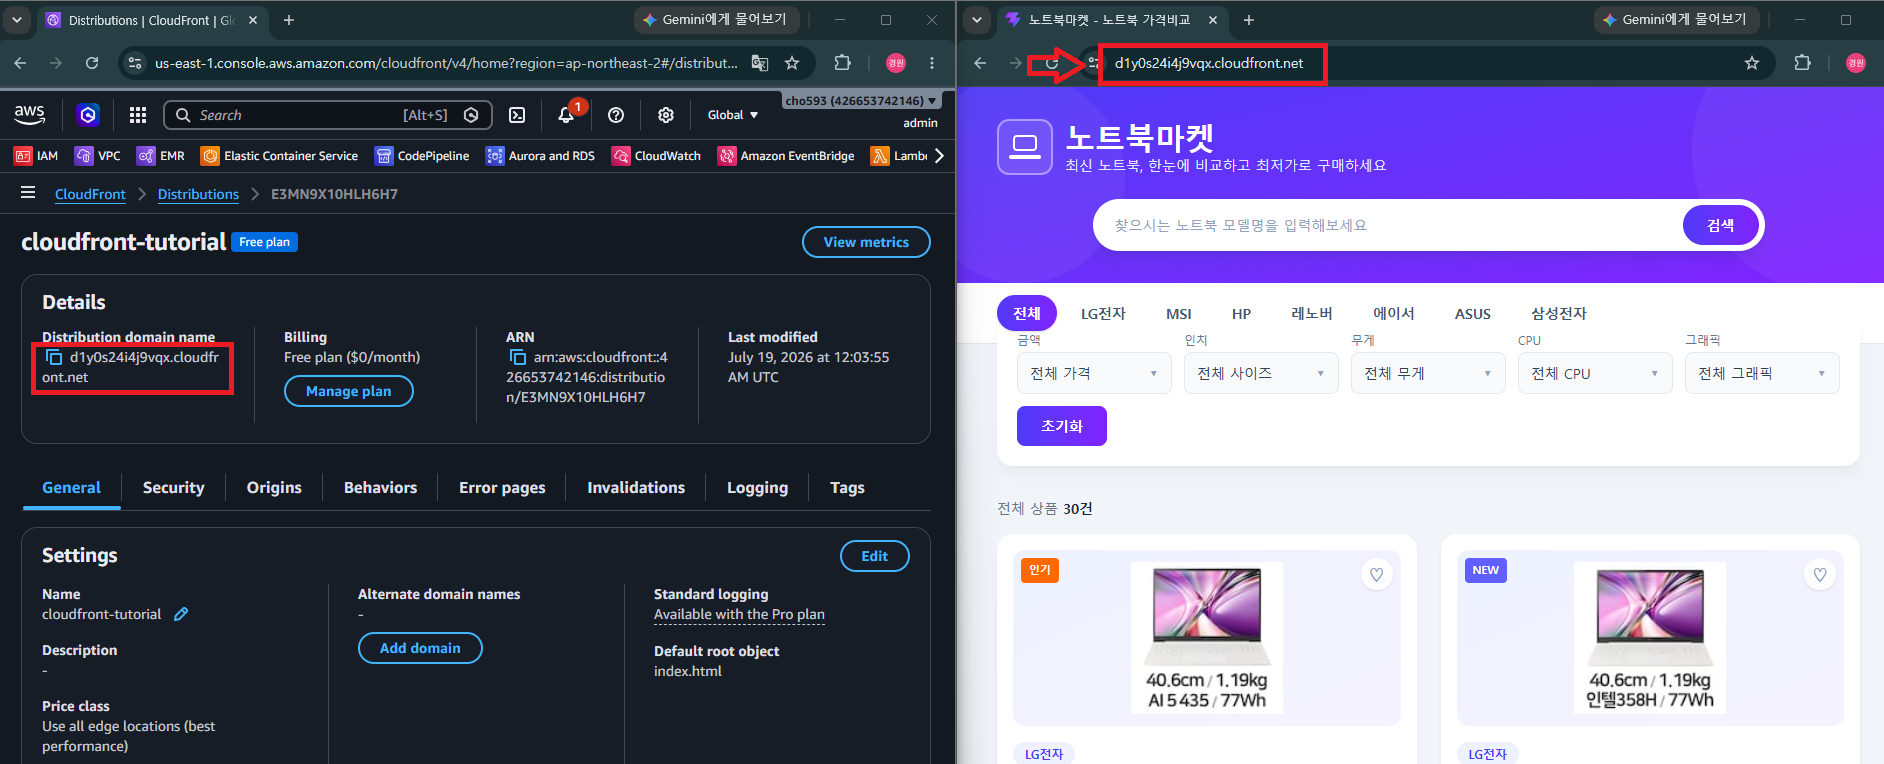 Distributions | CloudFront | Gl
Gemini에게 물어보기
us-east-1.console.aws.amazon.com/cloudfront/v4/home?region=ap-northeast-2#/distribut...
경원
aws
Search
[Alt+S]
1
Global
cho593 (426653742146)
admin
IAM
VPC
EMR
Elastic Container Service
CodePipeline
Aurora and RDS
CloudWatch
Amazon EventBridge
Lamb
CloudFront
Distributions
E3MN9X10HLH6H7
cloudfront-tutorial
Free plan
View metrics
Details
Distribution domain name
d1y0s24i4j9vqx.cloudfr
ont.net
Billing
Free plan ($0/month)
Manage plan
ARN
arn:aws:cloudfront::4
26653742146:distributio
n/E3MN9X10HLH6H7
Last modified
July 19, 2026 at 12:03:55
AM UTC
General
Security
Origins
Behaviors
Error pages
Invalidations
Logging
Tags
Settings
Edit
Name
cloudfront-tutorial
Description
-
Price class
Use all edge locations (best
performance)
Alternate domain names
-
Add domain
Standard logging
Available with the Pro plan
Default root object
index.html
노트북마켓 - 노트북 가격비교
Gemini에게 물어보기
d1y0s24i4j9vqx.cloudfront.net
경원
노트북마켓
최신 노트북, 한눈에 비교하고 최저가로 구매하세요
찾으시는 노트북 모델명을 입력해보세요
검색
전체
LG전자
MSI
HP
레노버
에이서
ASUS
삼성전자
금액
인치
무게
CPU
그래픽
전체 가격
전체 사이즈
전체 무게
전체 CPU
전체 그래픽
초기화
전체 상품 30건
인기
40.6cm / 1.19kg
AI 5 435 / 77Wh
LG전자
NEW
40.6cm / 1.19kg
인텔358H / 77Wh
LG전자